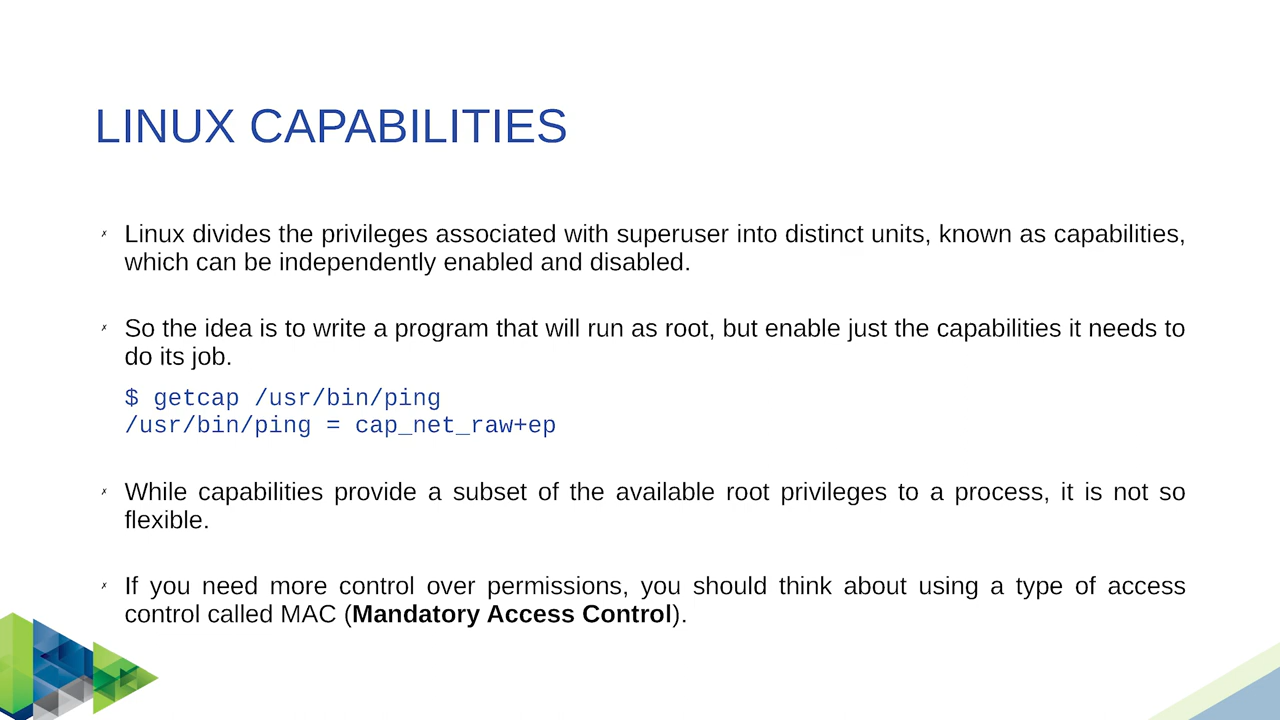 LINUX CAPABILITIES
✗ Linux divides the privileges associated with superuser into distinct units, known as capabilities,
which can be independently enabled and disabled.
✗ So the idea is to write a program that will run as root, but enable just the capabilities it needs to
do its job.
$ getcap /usr/bin/ping
/usr/bin/ping = cap_net_raw+ep
✗ While capabilities provide a subset of the available root privileges to a process, it is not so
flexible.
✗ If you need more control over permissions, you should think about using a type of access
control called MAC (Mandatory Access Control).